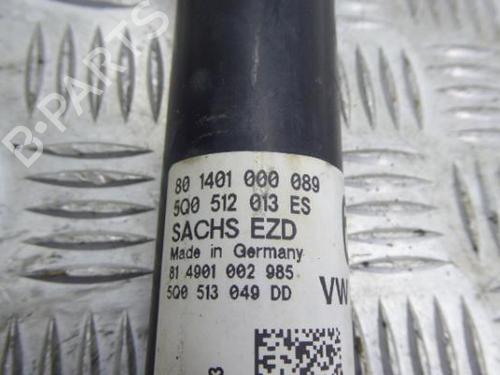 B-PARTS
80 1401 000 089
5Q0 512 013 ES
SACHS EZD
Made in Germany
81 4901 002 985
5Q0 513 049 DD
VW